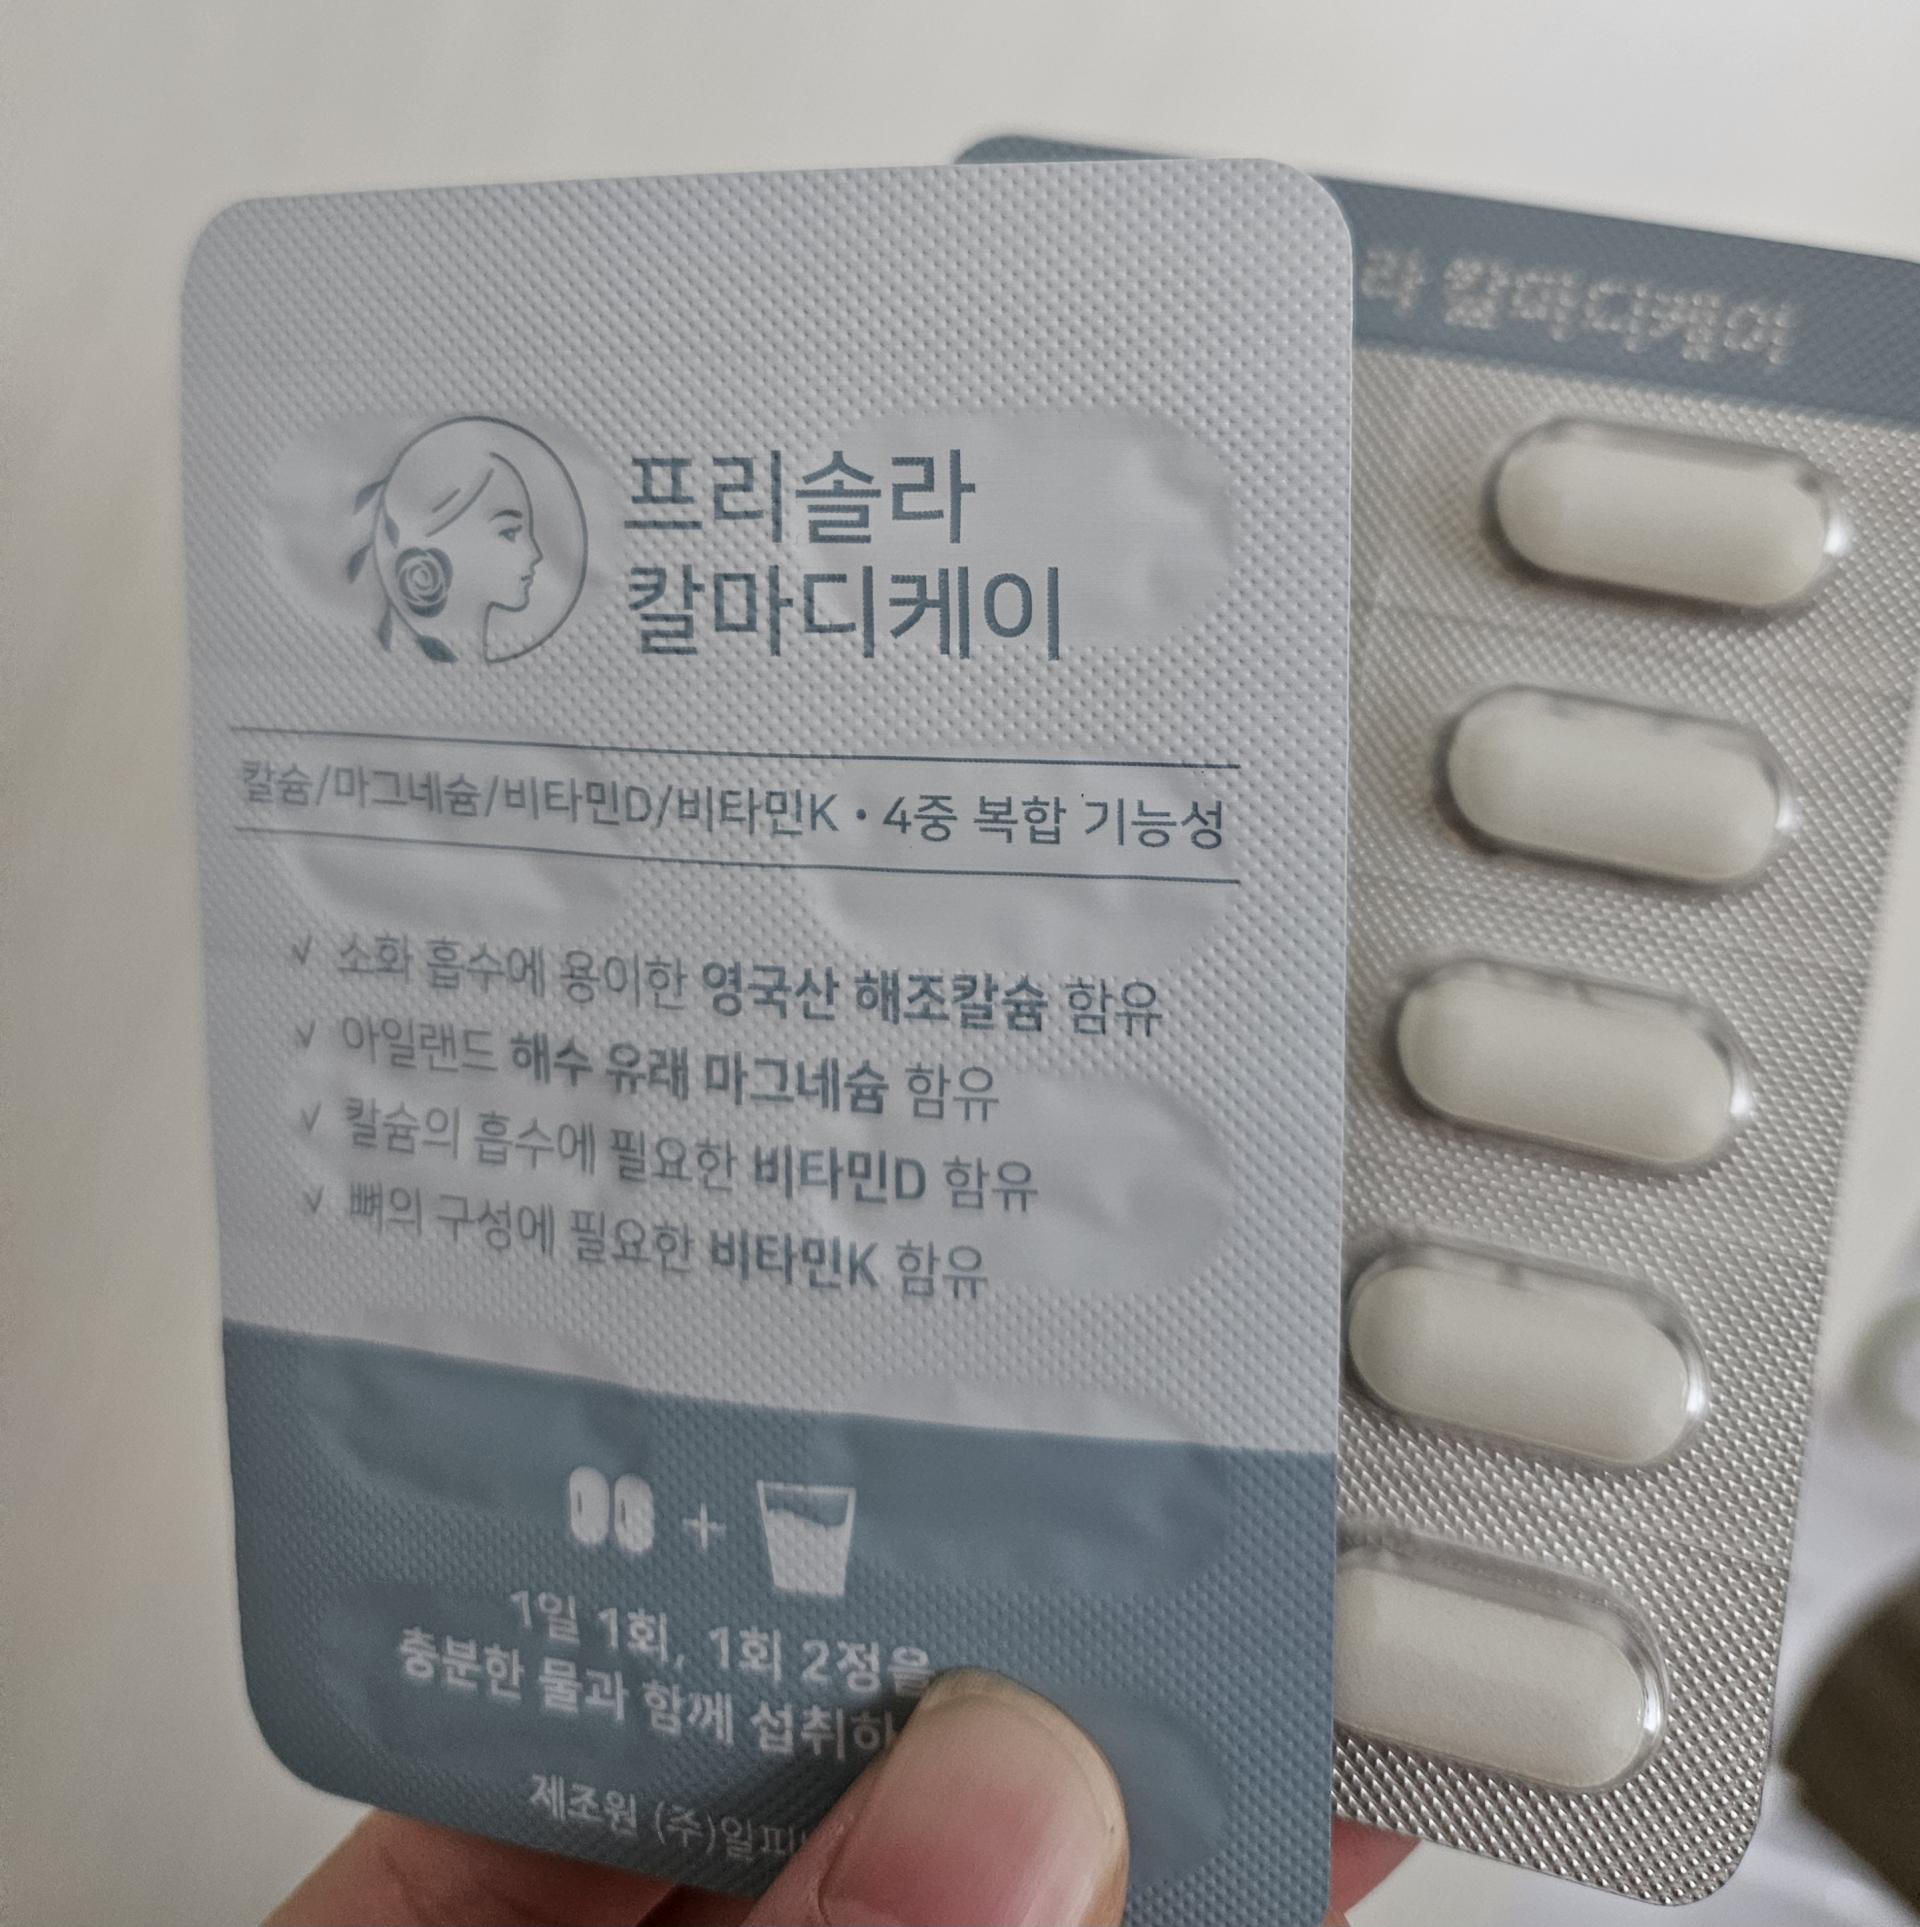 프리솔라
칼마디케이
칼슘/마그네슘/비타민D/비타민K • 4중 복합 기능성
√ 소화 흡수에 용이한 영국산 해조칼슘 함유
√ 아일랜드 해수 유래 마그네슘 함유
√ 칼슘의 흡수에 필요한 비타민D 함유
√ 뼈의 구성에 필요한 비타민K 함유
1일 1회, 1회 2정을
충분한 물과 함께 섭취하
제조원 (주)일피
라 칼마디케이